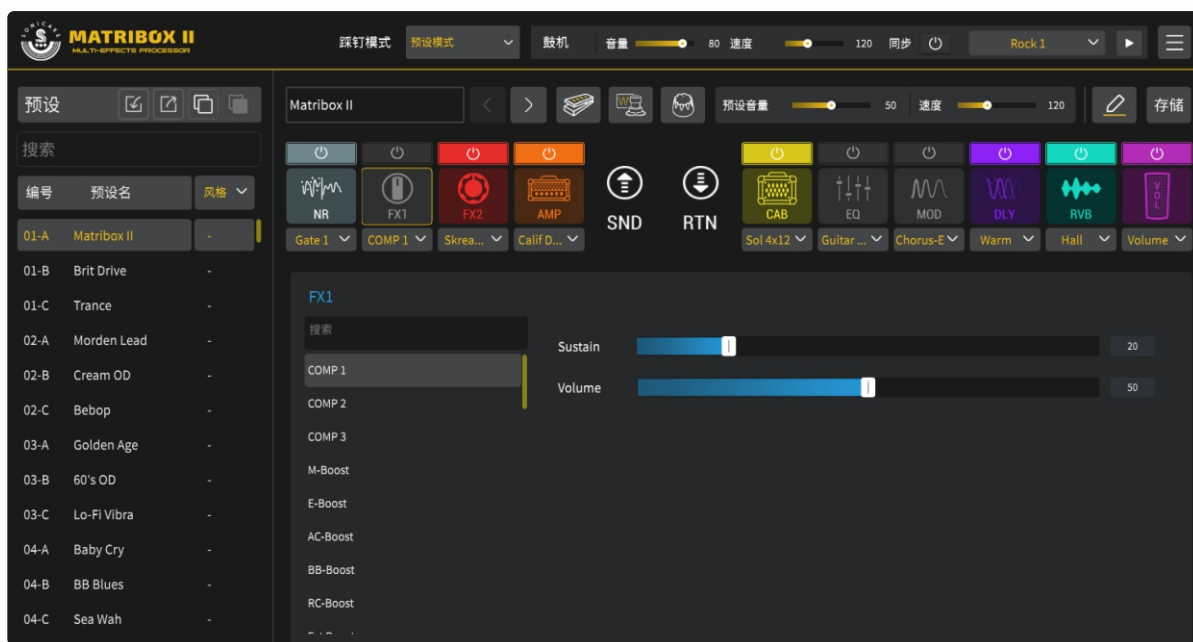 SONICAKE
MATRIBOX II
MULTI-EFFECTS PROCESSOR
踩钉模式 预设模式 鼓机 音量 80 速度 120 同步 Rock 1
预设
Matribox II 预设音量 50 速度 120 存储
搜索
编号 预设名 风格
NR FX1 FX2 AMP SND RTN CAB EQ MOD DLY RVB VOL
Gate 1 COMP 1 Skrea... Calif D... Sol 4x12 Guitar ... Chorus-E Warm Hall Volume
01-A Matribox II -
01-B Brit Drive -
01-C Trance -
02-A Morden Lead -
02-B Cream OD -
02-C Bebop -
03-A Golden Age -
03-B 60's OD -
03-C Lo-Fi Vibra -
04-A Baby Cry -
04-B BB Blues -
04-C Sea Wah -
FX1
搜索
COMP 1
COMP 2
COMP 3
M-Boost
E-Boost
AC-Boost
BB-Boost
RC-Boost
Sustain 20
Volume 50